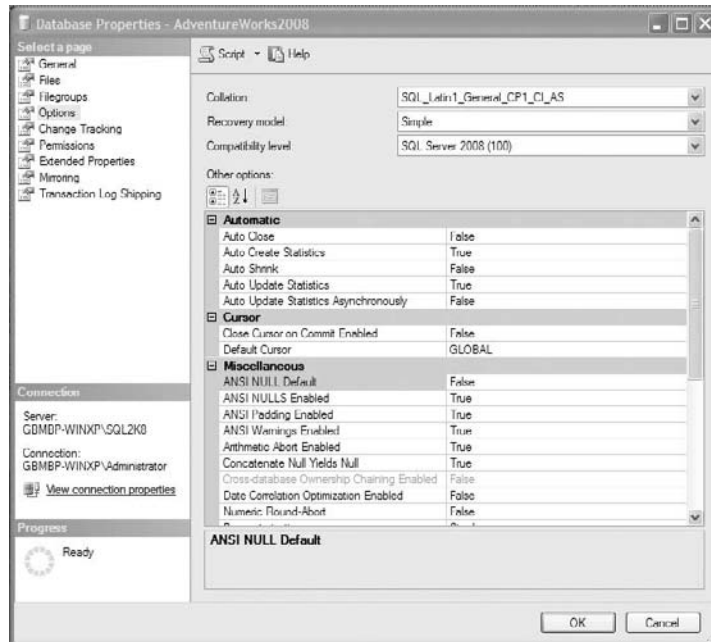 Database Properties - AdventureWorks2008
Select a page
General
Files
Filegroups
Options
Change Tracking
Permissions
Extended Properties
Mirroring
Transaction Log Shipping
Script Help
Collation SQL_Latin1_General_CP1_CI_AS
Recovery model Simple
Compatibility level SQL Server 2008 (100)
Other options:
Automatic
Auto Close False
Auto Create Statistics True
Auto Shrink False
Auto Update Statistics True
Auto Update Statistics Asynchronously False
Cursor
Close Cursor on Commit Enabled False
Default Cursor GLOBAL
Miscellaneous
ANSI NULL Default False
ANSI NULLS Enabled True
ANSI Padding Enabled True
ANSI Warnings Enabled True
Arithmetic Abort Enabled True
Concatenate Null Yields Null True
Cross-database Ownership Chaining Enabled False
Date Correlation Optimization Enabled False
Numeric Round-Abort False
ANSI NULL Default
Connection
Server:
GBMBP-WINXP\SQL2K8
Connection:
GBMBP-WINXP\Administrator
View connection properties
Progress
Ready
OK Cancel